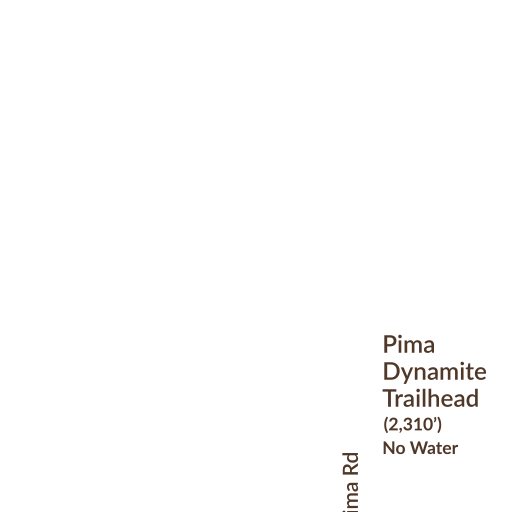 Pima
Dynamite
Trailhead
(2,310’)
No Water
ima Rd